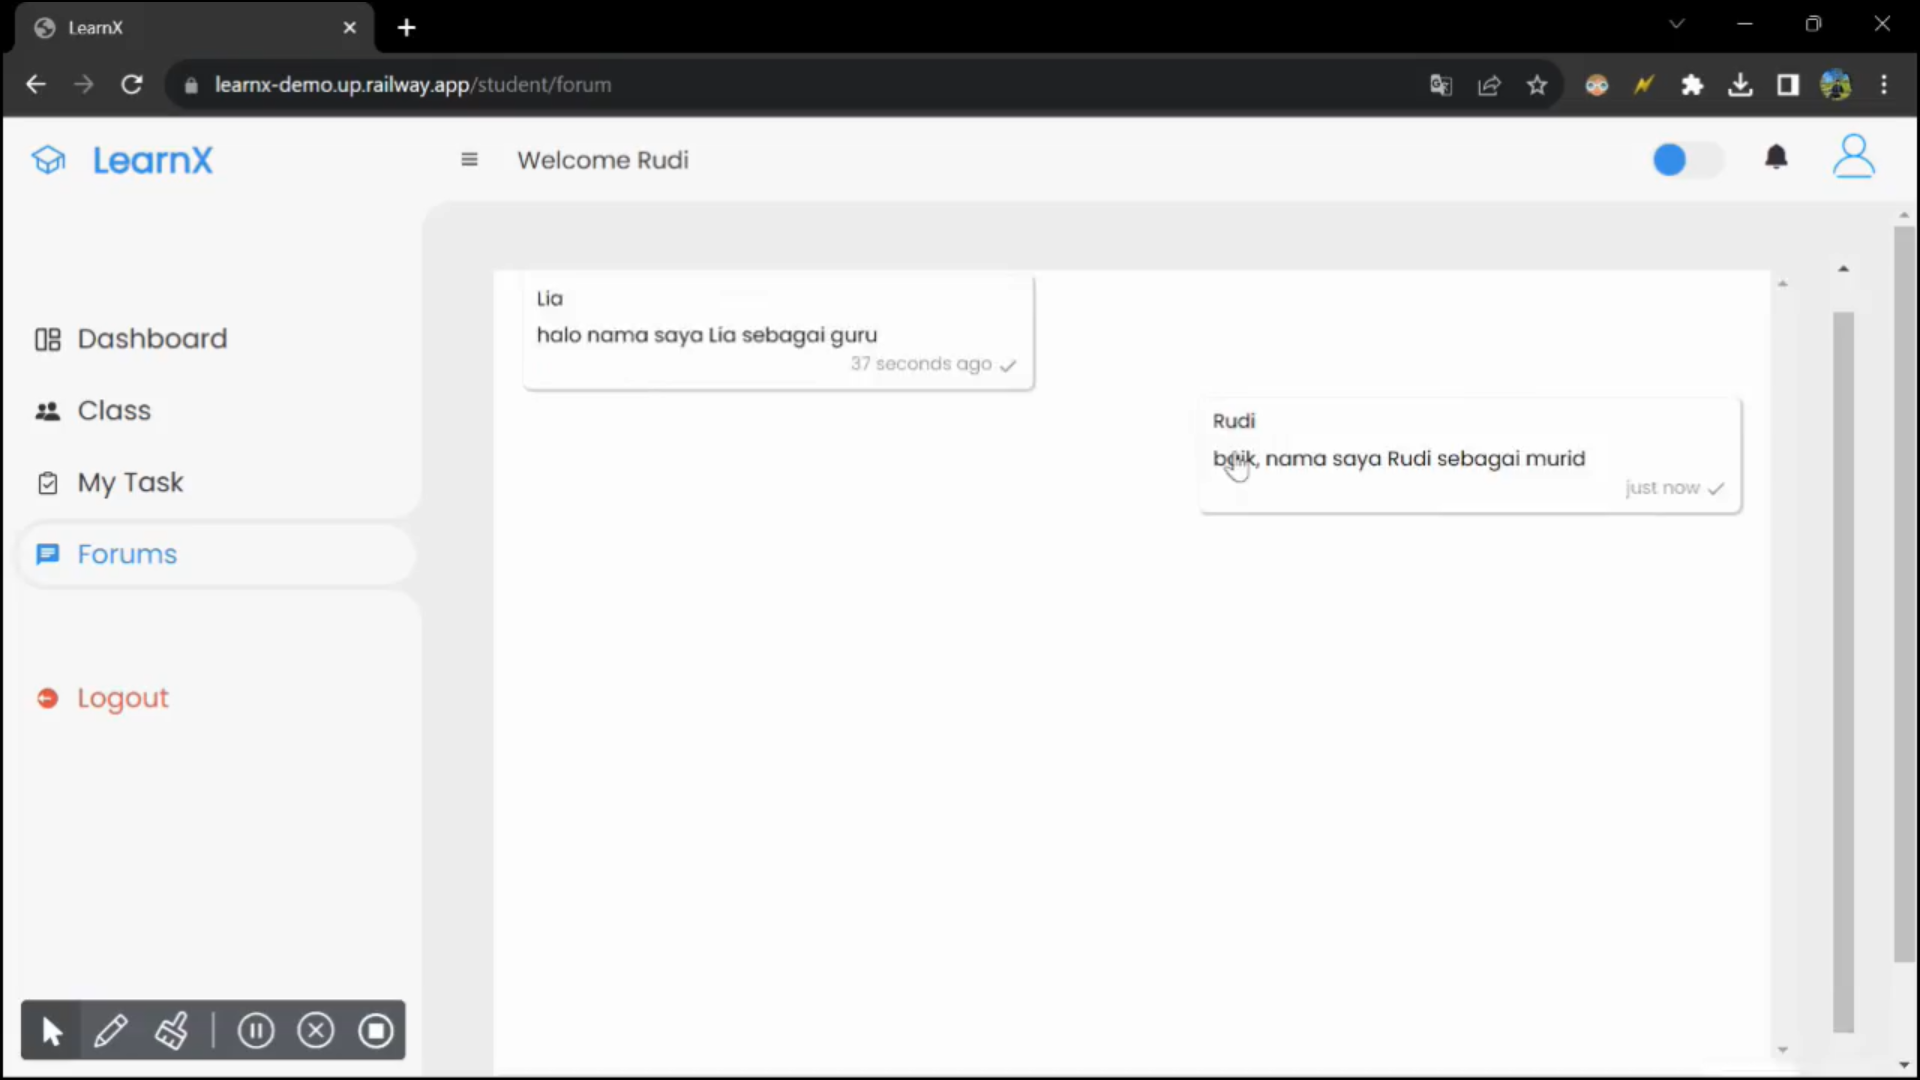 LearnX
learnx-demo.up.railway.app/student/forum
LearnX
Welcome Rudi
Dashboard
Class
My Task
Forums
Logout
Lia
halo nama saya Lia sebagai guru
37 seconds ago
Rudi
baik, nama saya Rudi sebagai murid
just now